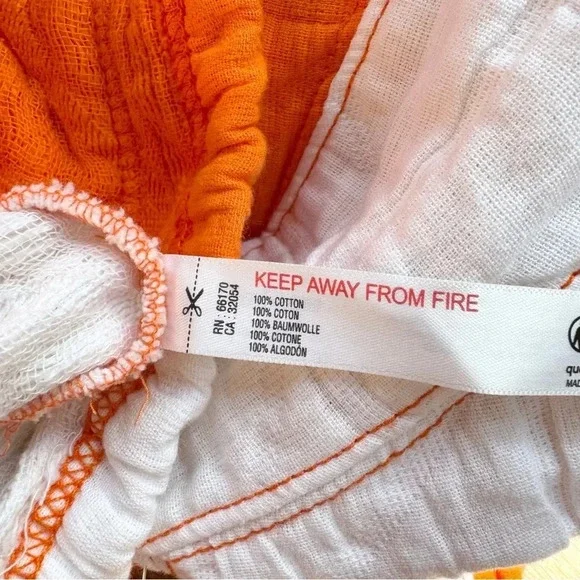 KEEP AWAY FROM FIRE
RN : 66170
CA : 32054
100% COTTON
100% COTON
100% BAUMWOLLE
100% COTONE
100% ALGODÓN